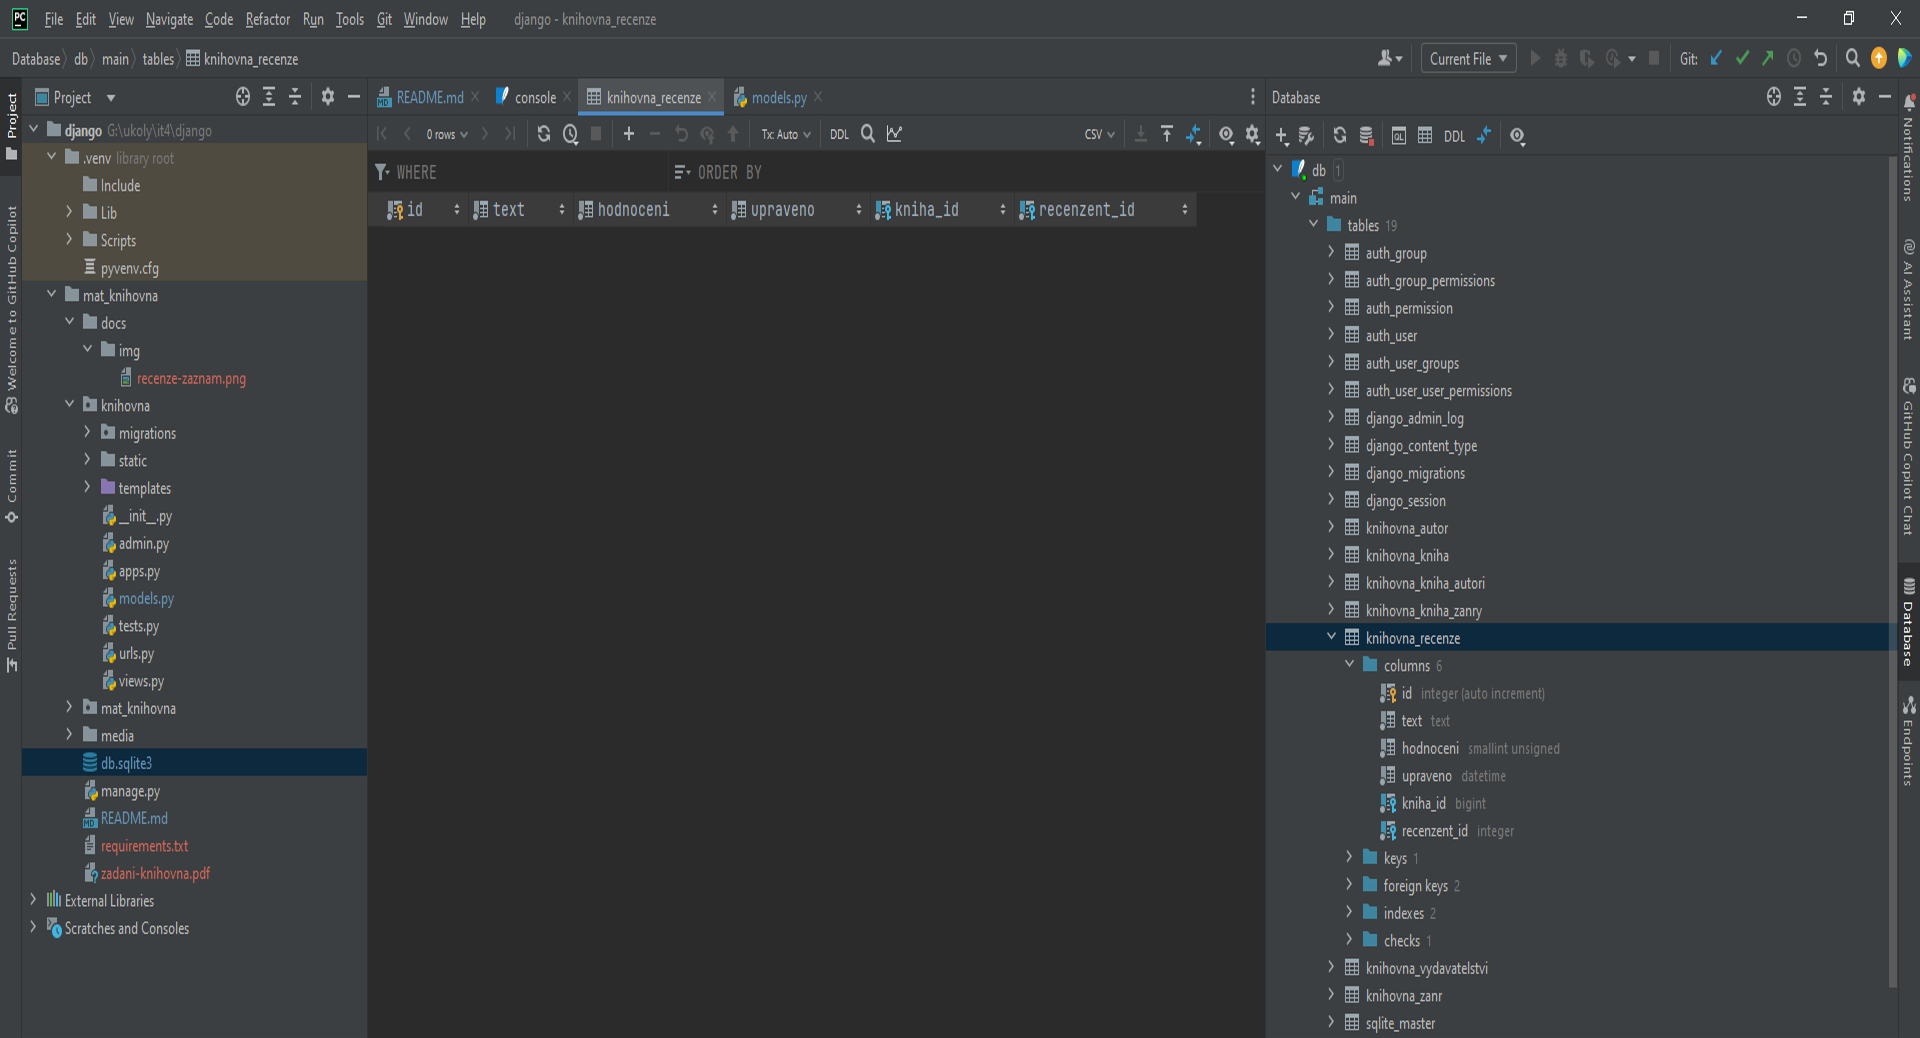 PC File Edit View Navigate Code Refactor Run Tools Git Window Help django - knihovna_recenze
Database db main tables knihovna_recenze Current File Git:
Project
README.md console knihovna_recenze models.py
Database
0 rows Tx: Auto DDL CSV
DDL
WHERE ORDER BY
id text hodnoceni upraveno kniha_id recenzent_id
django G:\ukoly\it4\django
.venv library root
Include
Lib
Scripts
pyvenv.cfg
mat_knihovna
docs
img
recenze-zaznam.png
knihovna
migrations
static
templates
__init__.py
admin.py
apps.py
models.py
tests.py
urls.py
views.py
mat_knihovna
media
db.sqlite3
manage.py
README.md
requirements.txt
zadani-knihovna.pdf
External Libraries
Scratches and Consoles
db 1
main
tables 19
auth_group
auth_group_permissions
auth_permission
auth_user
auth_user_groups
auth_user_user_permissions
django_admin_log
django_content_type
django_migrations
django_session
knihovna_autor
knihovna_kniha
knihovna_kniha_autori
knihovna_kniha_zanry
knihovna_recenze
columns 6
id integer (auto increment)
text text
hodnoceni smallint unsigned
upraveno datetime
kniha_id bigint
recenzent_id integer
keys 1
foreign keys 2
indexes 2
checks 1
knihovna_vydavatelstvi
knihovna_zanr
sqlite_master
Project
Welcome to GitHub Copilot
Commit
Pull Requests
Notifications
AI Assistant
GitHub Copilot Chat
Database
Endpoints